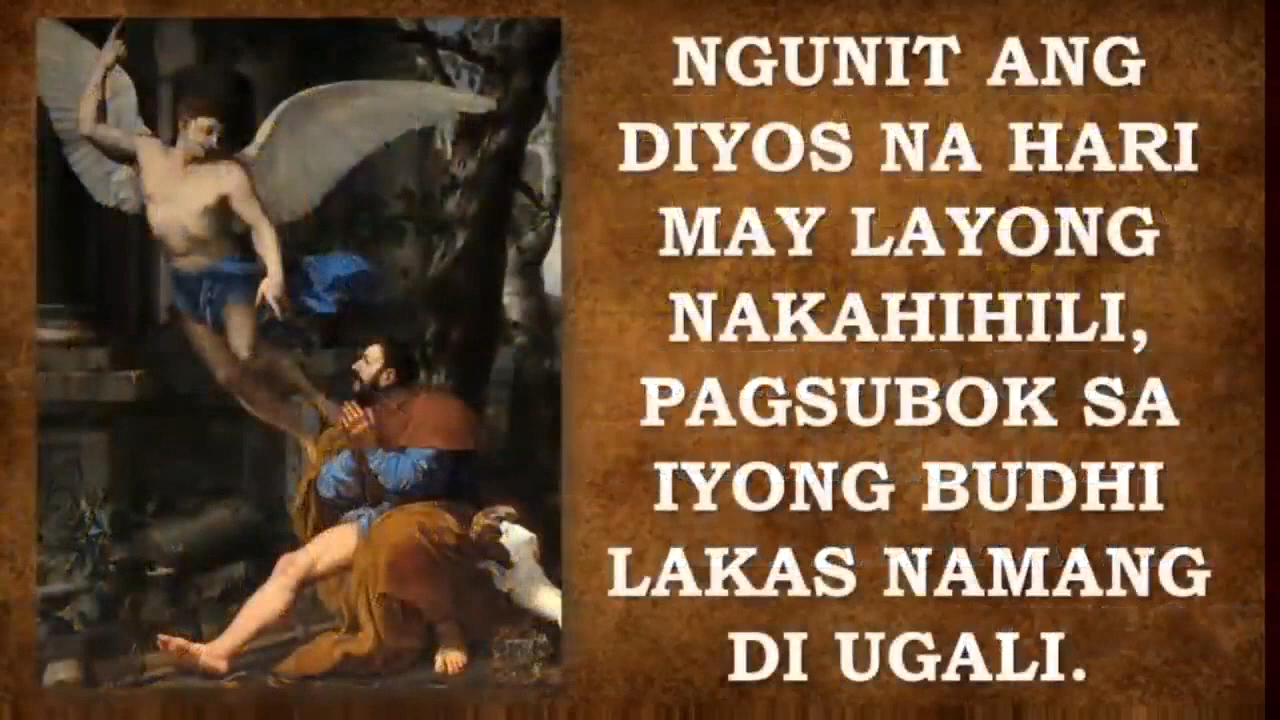 NGUNIT ANG
DIYOS NA HARI
MAY LAYONG
NAKAHIHILI,
PAGSUBOK SA
IYONG BUDHI
LAKAS NAMANG
DI UGALI.